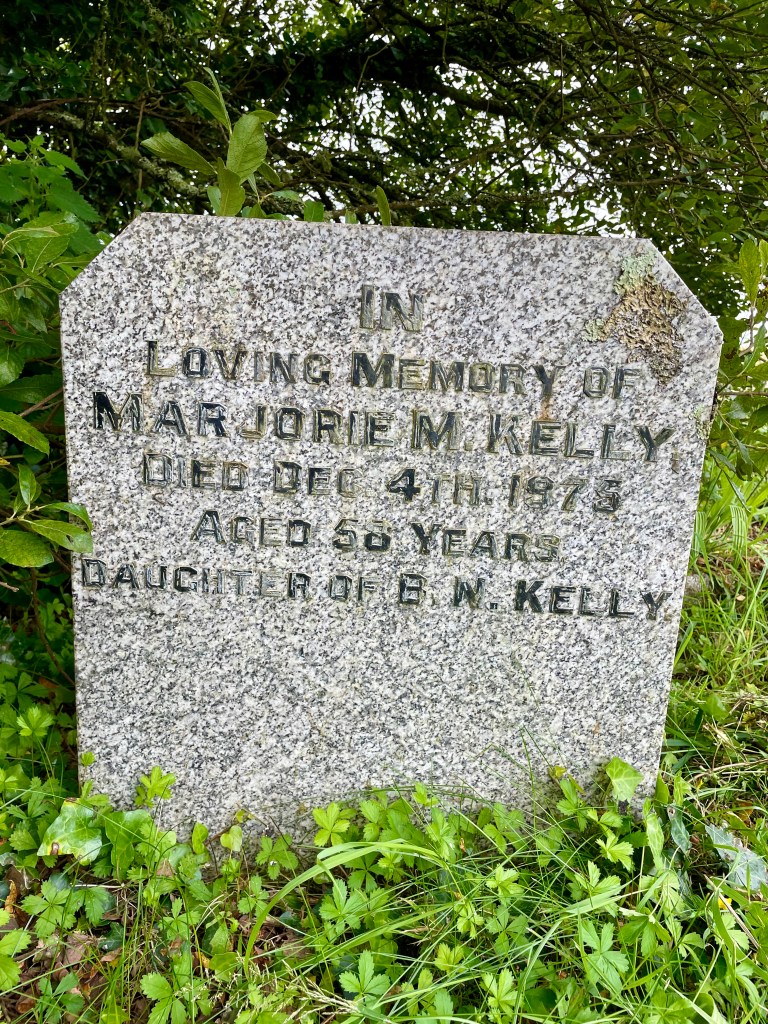 IN
LOVING MEMORY OF
MARJORIE M. KELLY,
DIED DEC. 4TH. 1975
AGED 58 YEARS
DAUGHTER OF B. N. KELLY.